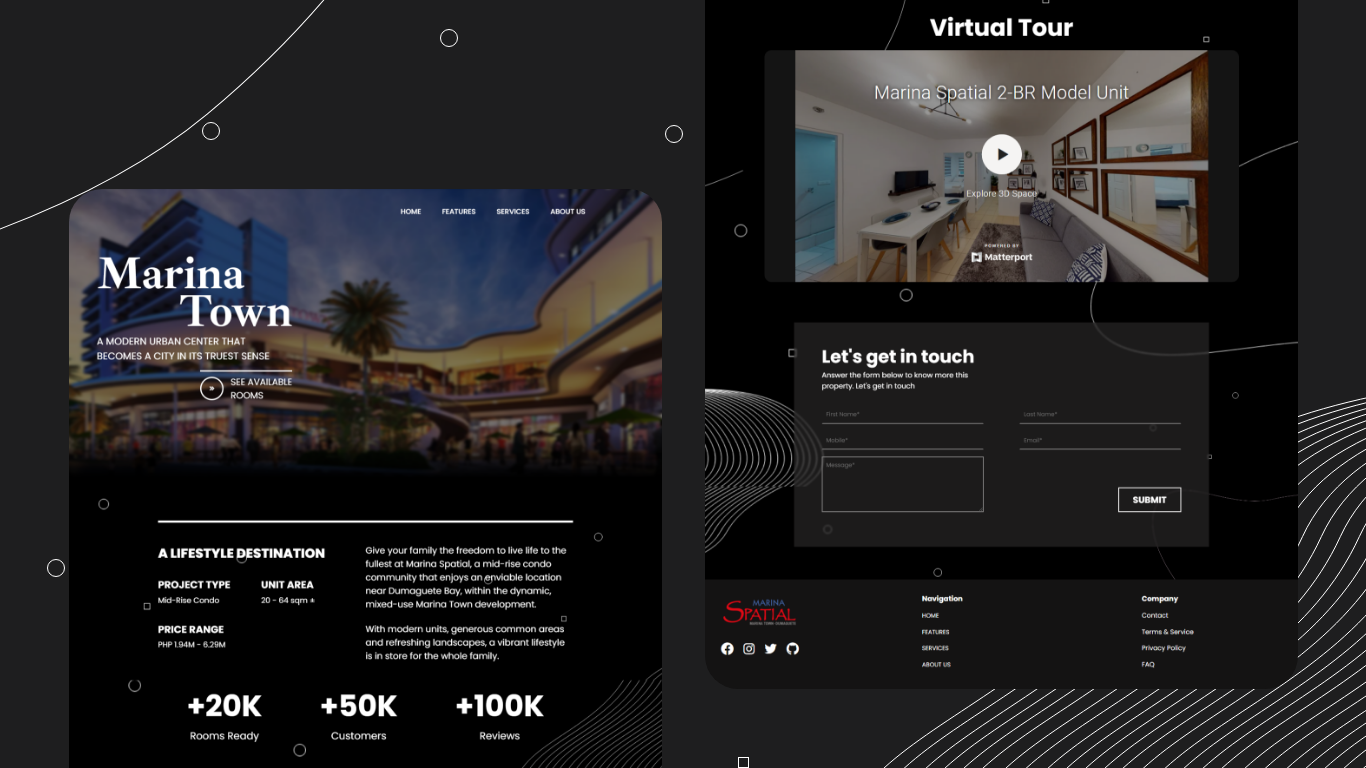 HOME FEATURES SERVICES ABOUT US
Marina
Town
A MODERN URBAN CENTER THAT
BECOMES A CITY IN ITS TRUEST SENSE
»
SEE AVAILABLE
ROOMS
A LIFESTYLE DESTINATION
PROJECT TYPE UNIT AREA
Mid-Rise Condo 20 - 64 sqm ±
PRICE RANGE
PHP 1.94M - 6.29M
Give your family the freedom to live life to the
fullest at Marina Spatial, a mid-rise condo
community that enjoys an enviable location
near Dumaguete Bay, within the dynamic,
mixed-use Marina Town development.
With modern units, generous common areas
and refreshing landscapes, a vibrant lifestyle
is in store for the whole family.
+20K +50K +100K
Rooms Ready Customers Reviews
Virtual Tour
Marina Spatial 2-BR Model Unit
Explore 3D Space
POWERED BY
Matterport
Let's get in touch
Answer the form below to know more this
property. Let's get in touch
First Name* Last Name*
Mobile* Email*
Message*
SUBMIT
MARINA
SPATIAL
MARINA TOWN DUMAGUETE
Navigation Company
HOME Contact
FEATURES Terms & Service
SERVICES Privacy Policy
ABOUT US FAQ